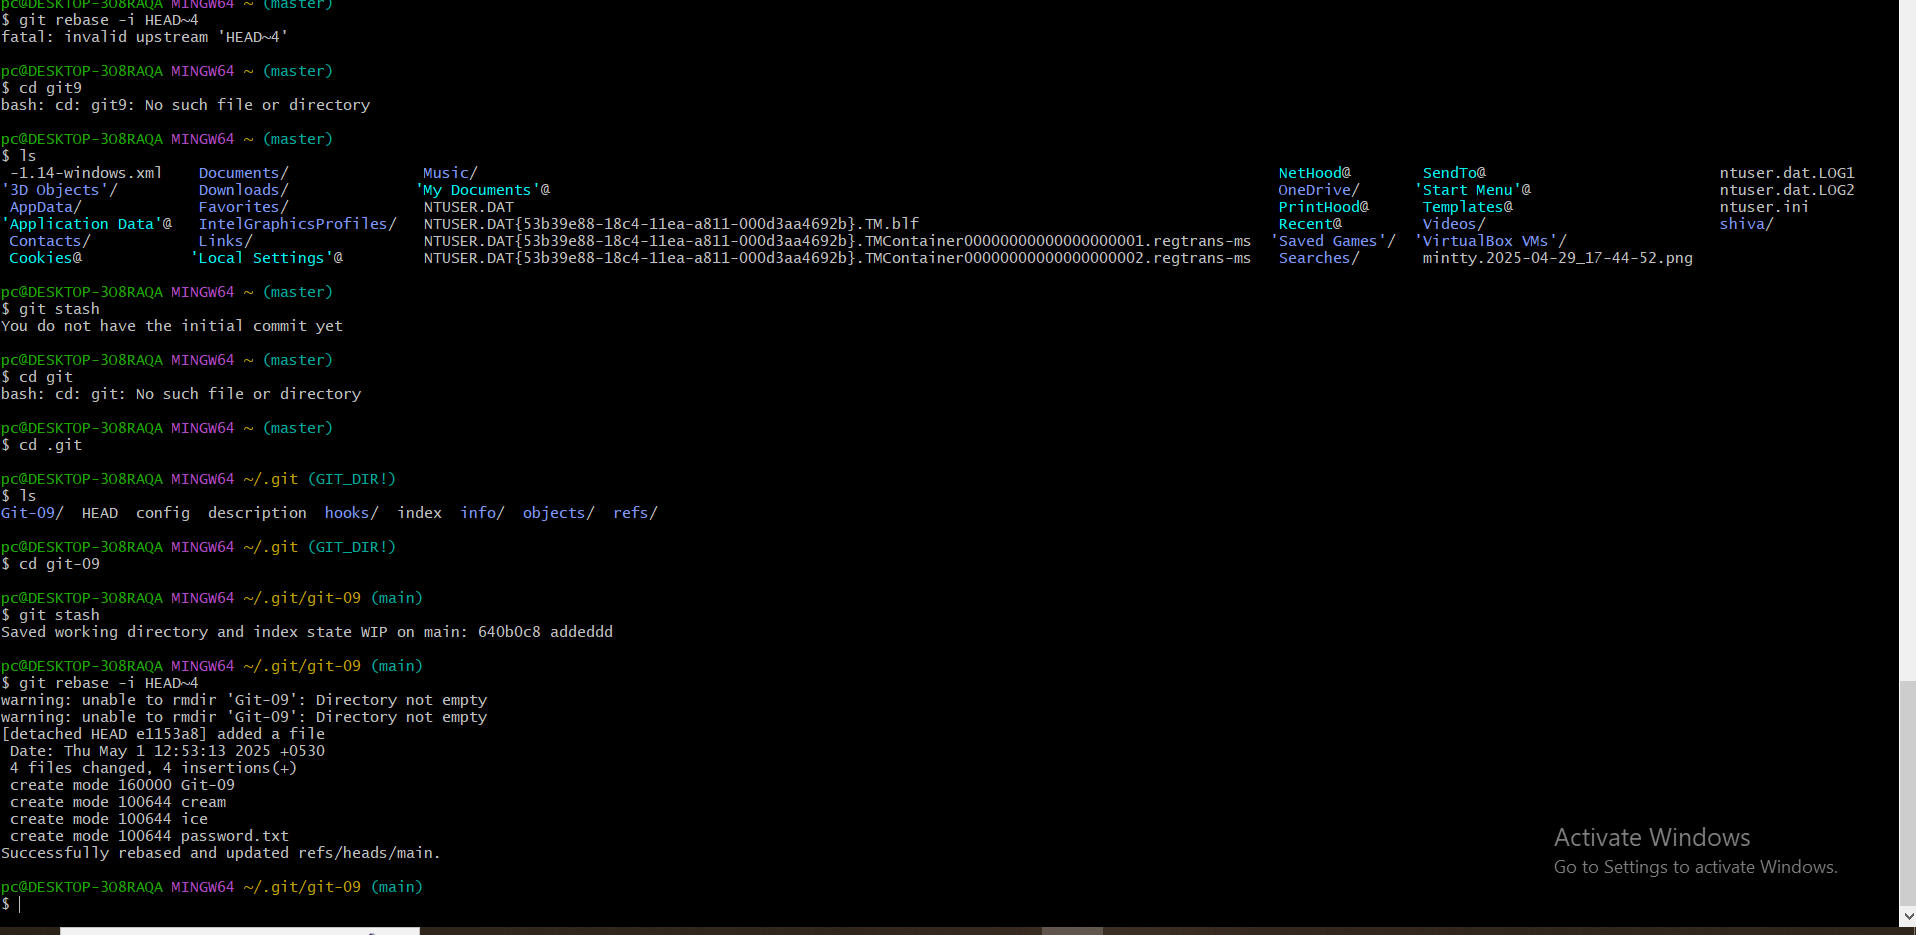 pc@DESKTOP-3O8RAQA MINGW64 ~ (master)
$ git rebase -i HEAD~4
fatal: invalid upstream 'HEAD~4'
pc@DESKTOP-3O8RAQA MINGW64 ~ (master)
$ cd git9
bash: cd: git9: No such file or directory
pc@DESKTOP-3O8RAQA MINGW64 ~ (master)
$ ls
-1.14-windows.xml Documents/ Music/ NetHood@ SendTo@ ntuser.dat.LOG1
'3D Objects'/ Downloads/ 'My Documents'@ OneDrive/ 'Start Menu'@ ntuser.dat.LOG2
AppData/ Favorites/ NTUSER.DAT PrintHood@ Templates@ ntuser.ini
'Application Data'@ IntelGraphicsProfiles/ NTUSER.DAT{53b39e88-18c4-11ea-a811-000d3aa4692b}.TM.blf Recent@ Videos/ shiva/
Contacts/ Links/ NTUSER.DAT{53b39e88-18c4-11ea-a811-000d3aa4692b}.TMContainer00000000000000000001.regtrans-ms 'Saved Games'/ 'VirtualBox VMs'/
Cookies@ 'Local Settings'@ NTUSER.DAT{53b39e88-18c4-11ea-a811-000d3aa4692b}.TMContainer00000000000000000002.regtrans-ms Searches/ mintty.2025-04-29_17-44-52.png
pc@DESKTOP-3O8RAQA MINGW64 ~ (master)
$ git stash
You do not have the initial commit yet
pc@DESKTOP-3O8RAQA MINGW64 ~ (master)
$ cd git
bash: cd: git: No such file or directory
pc@DESKTOP-3O8RAQA MINGW64 ~ (master)
$ cd .git
pc@DESKTOP-3O8RAQA MINGW64 ~/.git (GIT_DIR!)
$ ls
Git-09/ HEAD config description hooks/ index info/ objects/ refs/
pc@DESKTOP-3O8RAQA MINGW64 ~/.git (GIT_DIR!)
$ cd git-09
pc@DESKTOP-3O8RAQA MINGW64 ~/.git/git-09 (main)
$ git stash
Saved working directory and index state WIP on main: 640b0c8 addeddd
pc@DESKTOP-3O8RAQA MINGW64 ~/.git/git-09 (main)
$ git rebase -i HEAD~4
warning: unable to rmdir 'Git-09': Directory not empty
warning: unable to rmdir 'Git-09': Directory not empty
[detached HEAD e1153a8] added a file
Date: Thu May 1 12:53:13 2025 +0530
4 files changed, 4 insertions(+)
create mode 160000 Git-09
create mode 100644 cream
create mode 100644 ice
create mode 100644 password.txt
Successfully rebased and updated refs/heads/main.
pc@DESKTOP-3O8RAQA MINGW64 ~/.git/git-09 (main)
$
Activate Windows
Go to Settings to activate Windows.